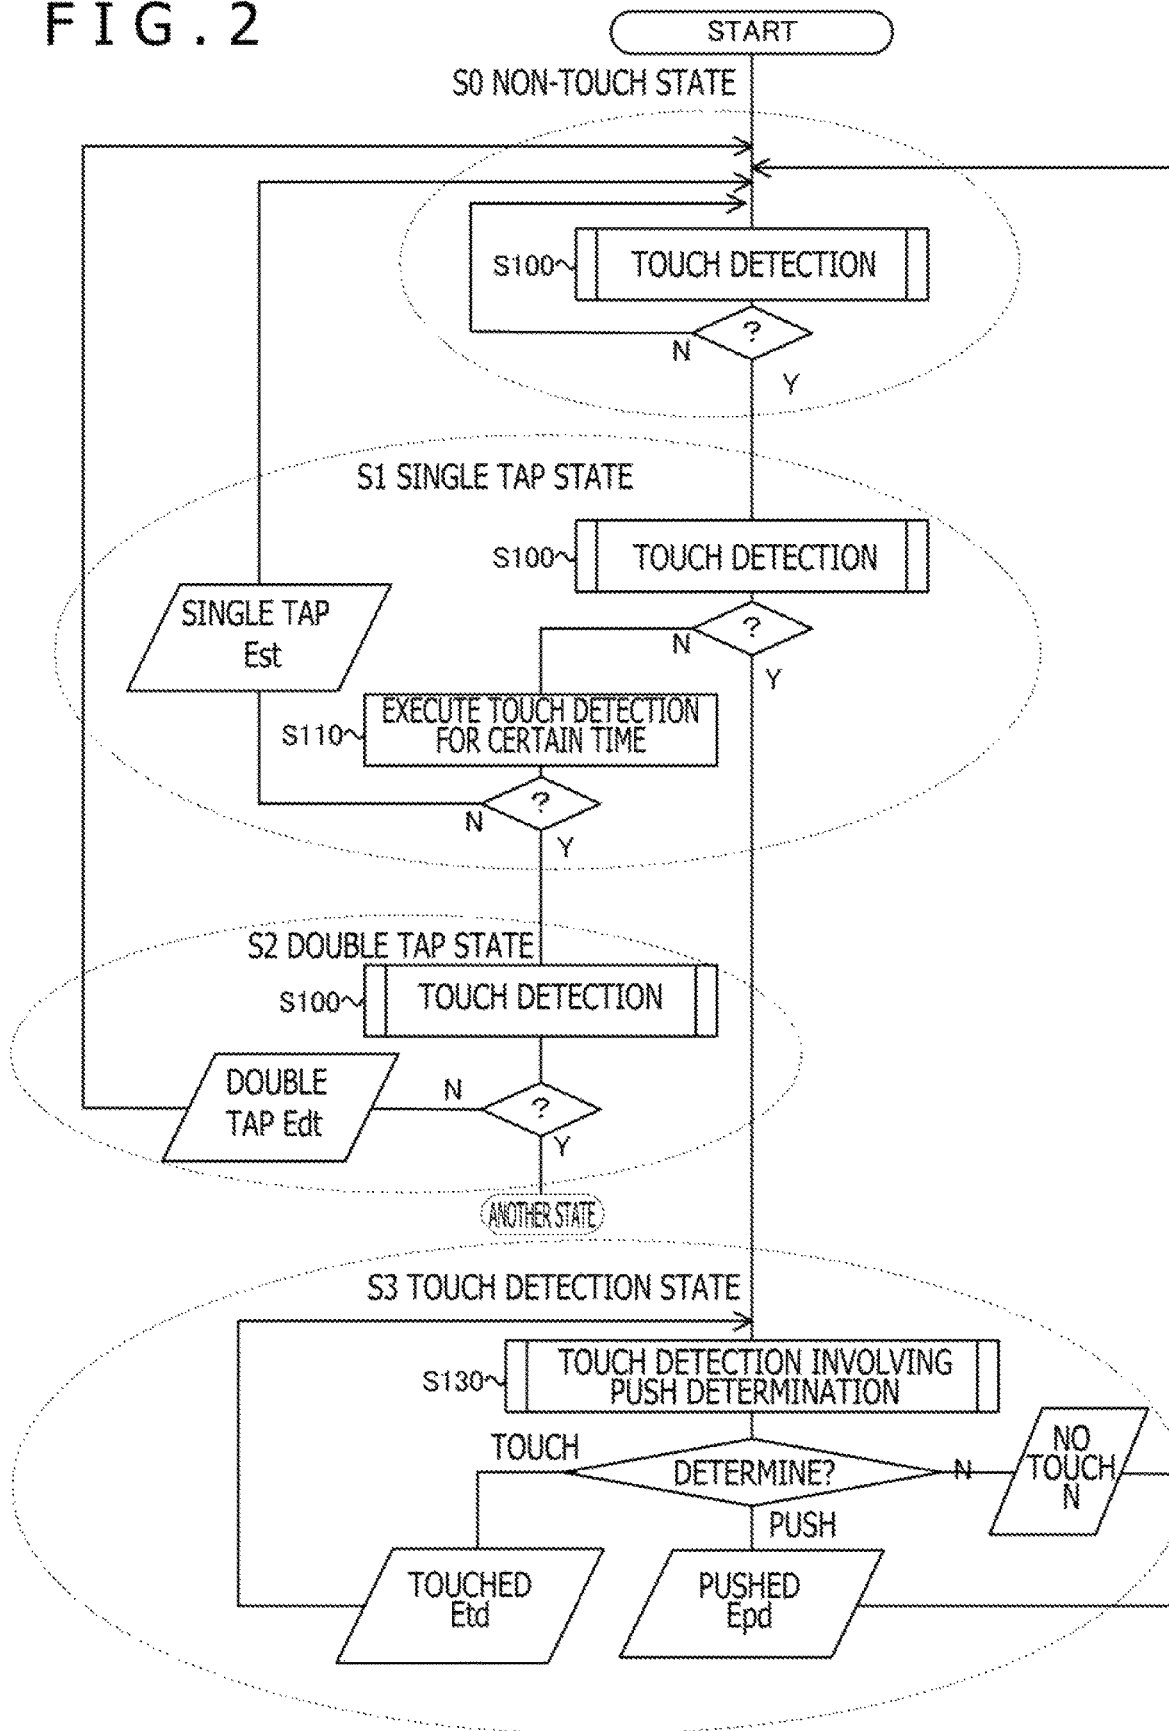 FIG.2
START
S0 NON-TOUCH STATE
S100
TOUCH DETECTION
?
N
Y
S1 SINGLE TAP STATE
S100
TOUCH DETECTION
?
N
Y
SINGLE TAP
Est
S110
EXECUTE TOUCH DETECTION
FOR CERTAIN TIME
?
N
Y
S2 DOUBLE TAP STATE
S100
TOUCH DETECTION
DOUBLE
TAP Edt
N
?
Y
ANOTHER STATE
S3 TOUCH DETECTION STATE
S130
TOUCH DETECTION INVOLVING
PUSH DETERMINATION
TOUCH
DETERMINE?
N
NO
TOUCH
N
PUSH
TOUCHED
Etd
PUSHED
Epd